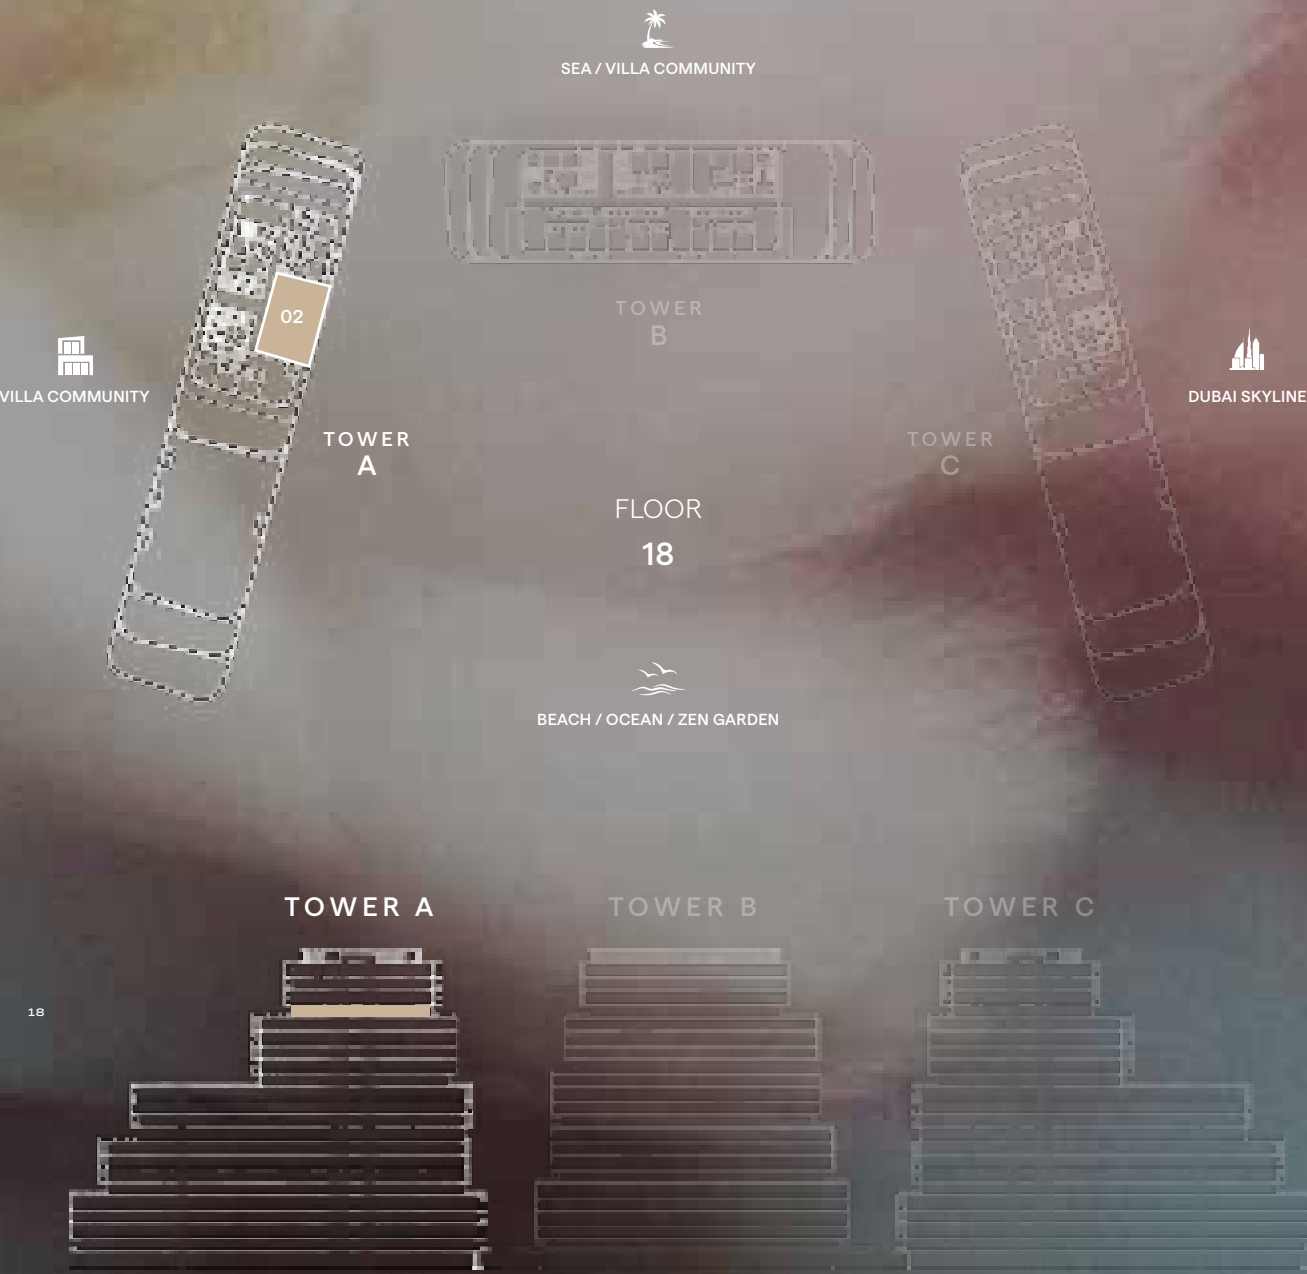 SEA / VILLA COMMUNITY
02
TOWER
B
VILLA COMMUNITY
DUBAI SKYLINE
TOWER
A
TOWER
C
FLOOR
18
BEACH / OCEAN / ZEN GARDEN
TOWER A
TOWER B
TOWER C
18